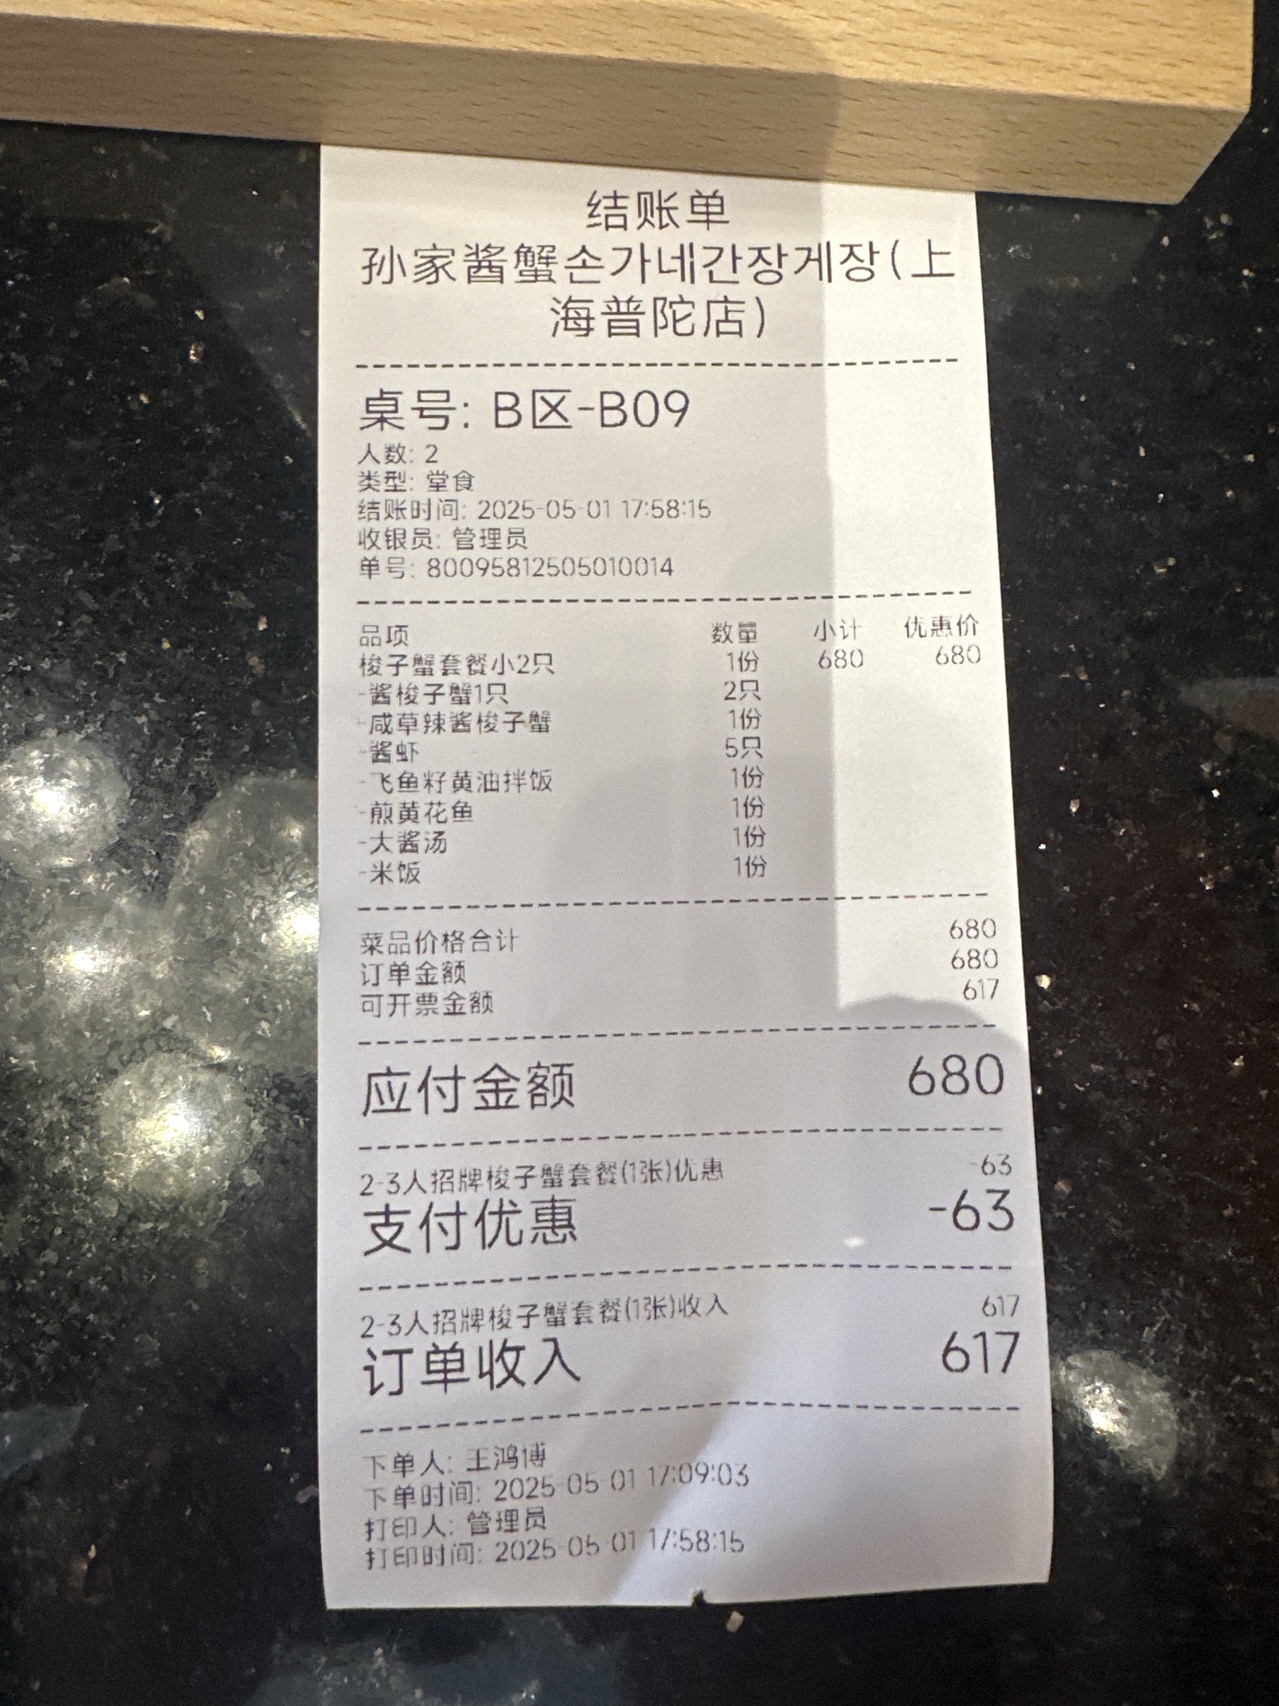 结账单
孙家酱蟹손가네간장게장(上
海普陀店)
桌号: B区-B09
人数: 2
类型: 堂食
结账时间: 2025-05-01 17:58:15
收银员: 管理员
单号: 80095812505010014
品项 数量 小计 优惠价
梭子蟹套餐小2只 1份 680 680
-酱梭子蟹1只 2只
-咸草辣酱梭子蟹 1份
-酱虾 5只
-飞鱼籽黄油拌饭 1份
-煎黄花鱼 1份
-大酱汤 1份
-米饭 1份
菜品价格合计 680
订单金额 680
可开票金额 617
应付金额 680
2-3人招牌梭子蟹套餐(1张)优惠 -63
支付优惠 -63
2-3人招牌梭子蟹套餐(1张)收入 617
订单收入 617
下单人: 王鸿博
下单时间: 2025-05-01 17:09:03
打印人: 管理员
打印时间: 2025-05-01 17:58:15